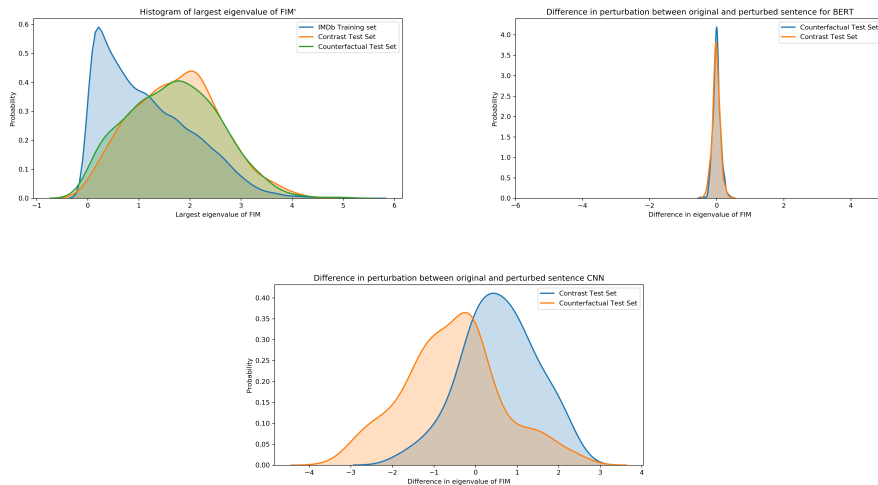 Histogram of largest eigenvalue of FIM'
IMDb Training set
Contrast Test Set
Counterfactual Test Set
Probability
0.6
0.5
0.4
0.3
0.2
0.1
0.0
−1 0 1 2 3 4 5 6
Largest eigenvalue of FIM
Difference in perturbation between original and perturbed sentence for BERT
Counterfactual Test Set
Contrast Test Set
Probability
4.0
3.5
3.0
2.5
2.0
1.5
1.0
0.5
0.0
−6 −4 −2 0 2 4
Difference in eigenvalue of FIM
Difference in perturbation between original and perturbed sentence CNN
Contrast Test Set
Counterfactual Test Set
Probability
0.40
0.35
0.30
0.25
0.20
0.15
0.10
0.05
0.00
−4 −3 −2 −1 0 1 2 3 4
Difference in eigenvalue of FIM